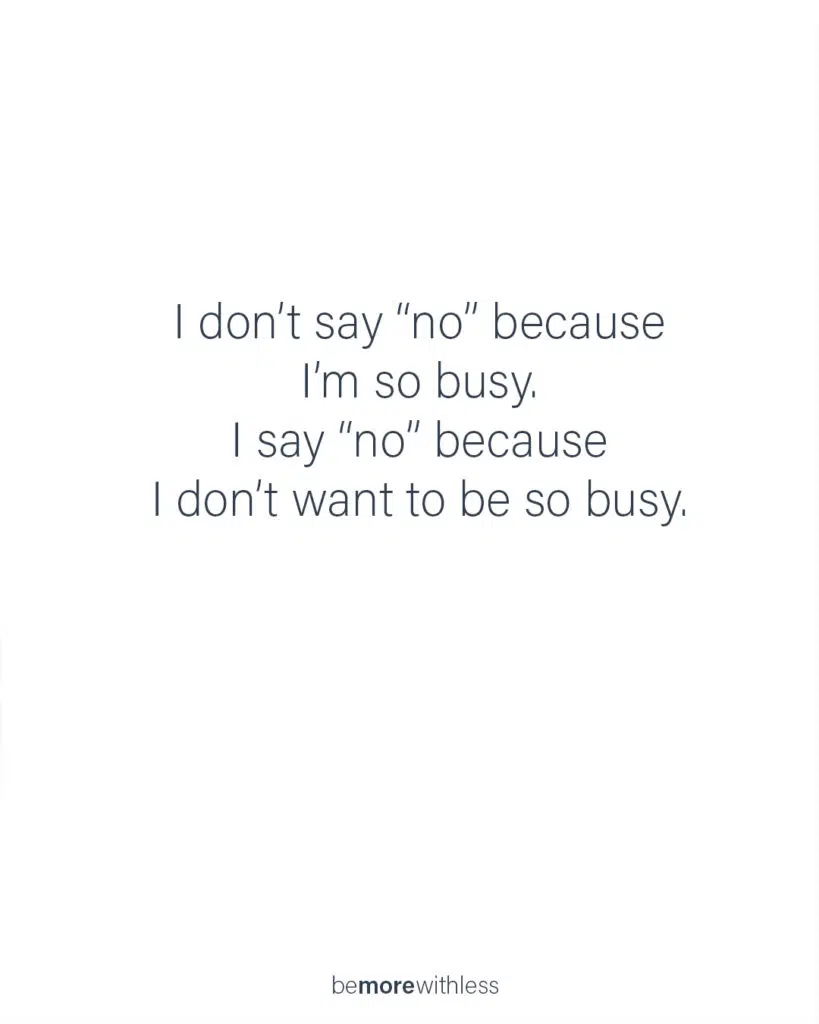 I don't say "no" because
I'm so busy.
I say "no" because
I don't want to be so busy.
bemorewithless